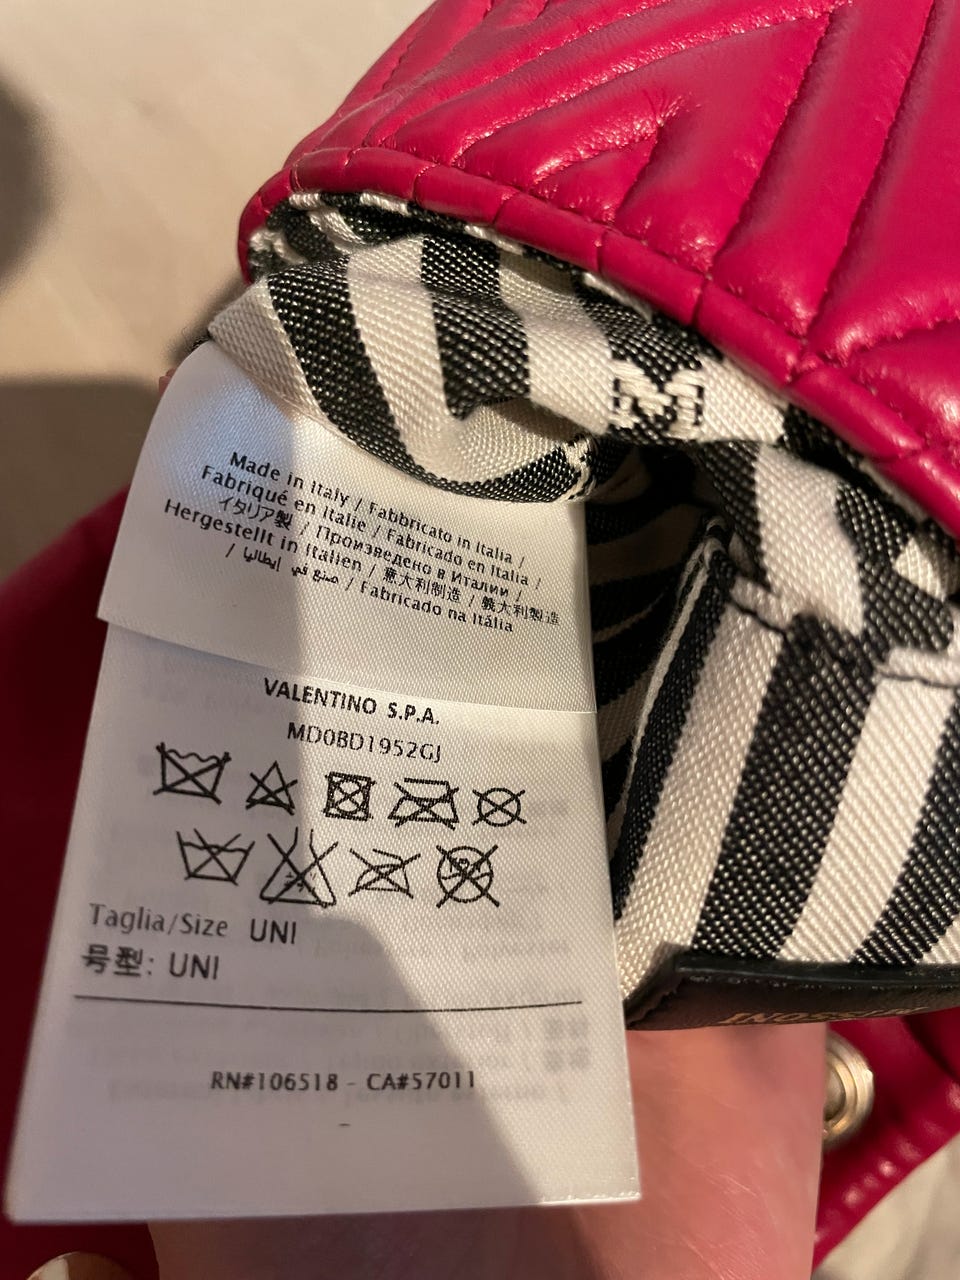 M
Made in Italy / Fabbricato in Italia /
Fabriqué en Italie / Fabricado en Italia /
イタリア製 / Произведено в Италии /
Hergestellt in Italien / 意大利制造 / 義大利製造
/ صنع في إيطاليا / Fabricado na Itália
VALENTINO S.P.A.
MD0BD1952GJ
Taglia/Size UNI
号型: UNI
RN#106518 - CA#57011
MISSONI